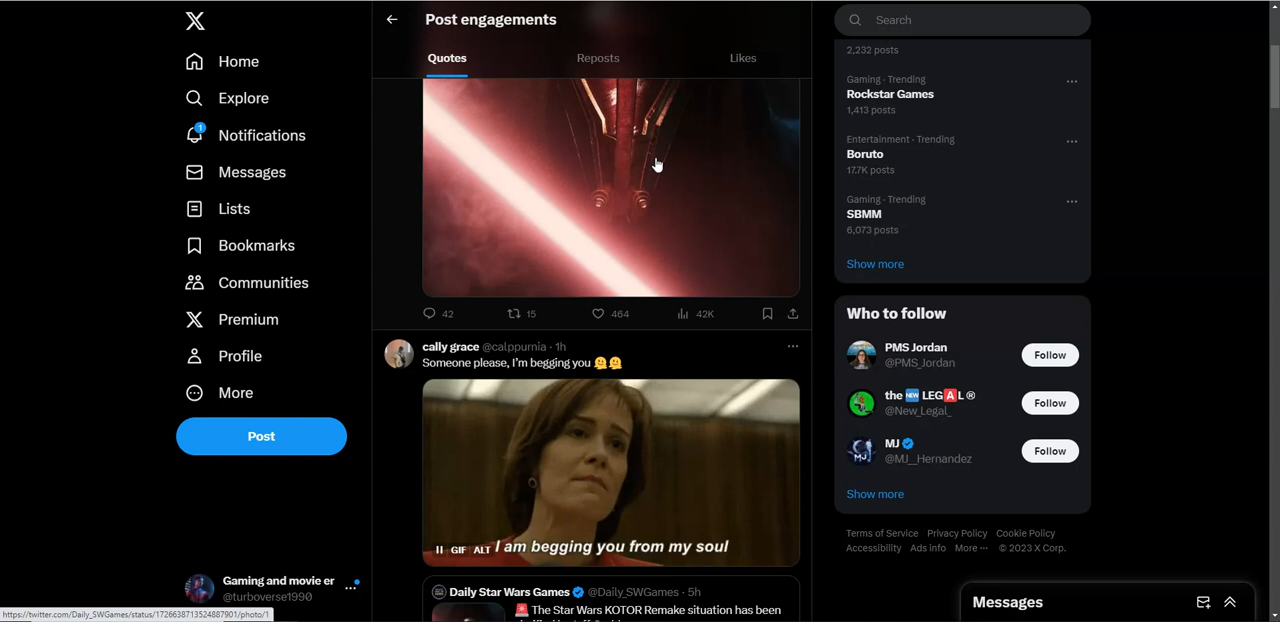 Home
Explore
1
Notifications
Messages
Lists
Bookmarks
Communities
Premium
Profile
More
Post
Gaming and movie er
@turboverse1990
https://twitter.com/Daily_SWGames/status/1726638713524887901/photo/1
Post engagements
Quotes Reposts Likes
42 15 464 42K
cally grace @calppurnia · 1h
Someone please, I'm begging you 🫠🫠
GIF ALT I am begging you from my soul
Daily Star Wars Games @Daily_SWGames · 5h
🚨The Star Wars KOTOR Remake situation has been
Search
2,232 posts
Gaming · Trending
Rockstar Games
1,413 posts
Entertainment · Trending
Boruto
17.7K posts
Gaming · Trending
SBMM
6,073 posts
Show more
Who to follow
PMS Jordan
@PMS_Jordan
Follow
the 🆕 LEG🅰️L ®
@New_Legal_
Follow
MJ
@MJ__Hernandez
Follow
Show more
Terms of Service Privacy Policy Cookie Policy
Accessibility Ads info More ··· © 2023 X Corp.
Messages